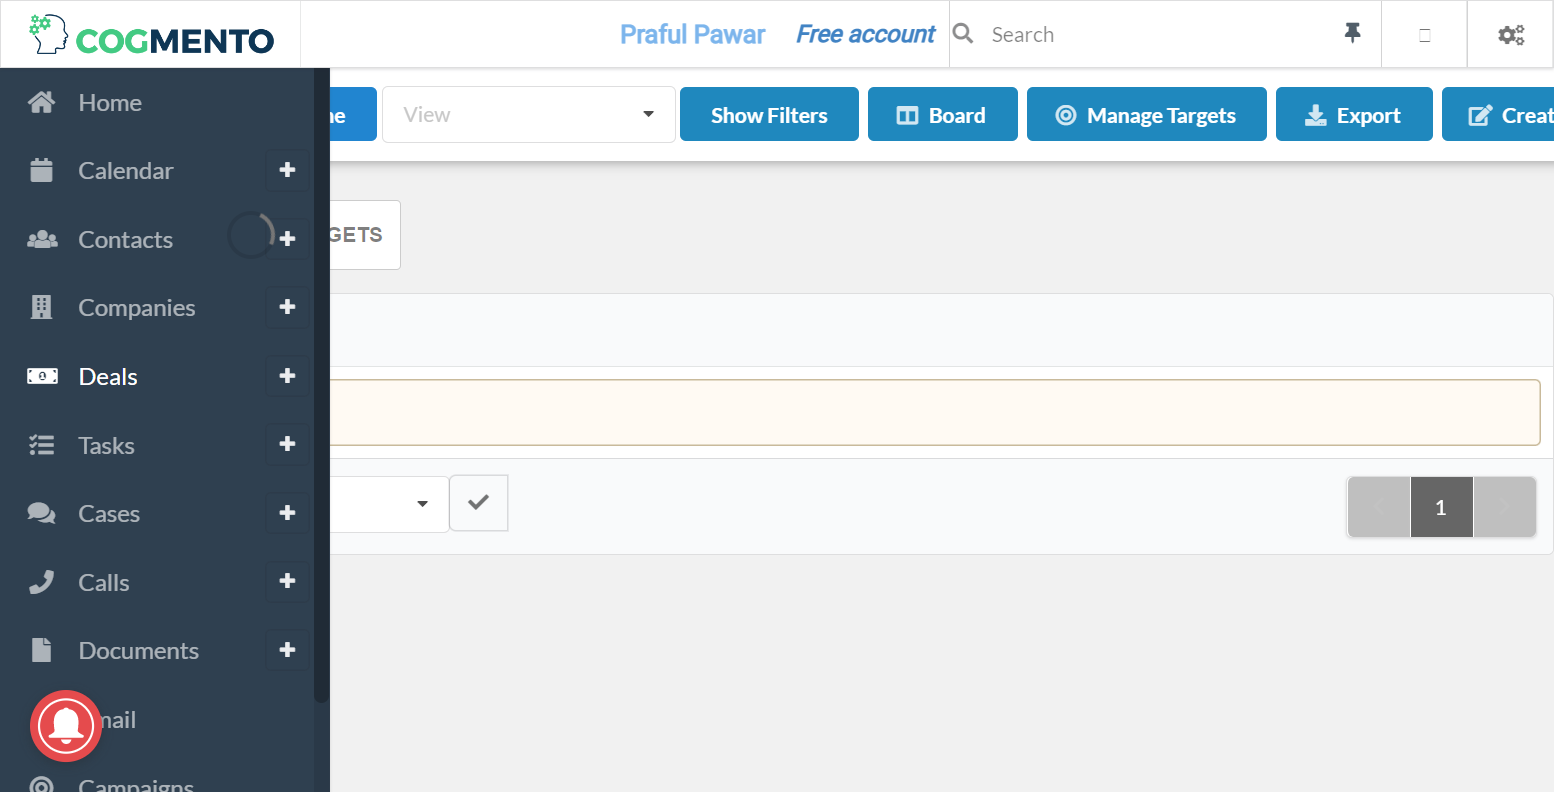 COGMENTO
Praful Pawar Free account Search
Home
ne View Show Filters Board Manage Targets Export Creat
Calendar
Contacts
GETS
Companies
Deals
Tasks
Cases
1
Calls
Documents
mail
Campaigns